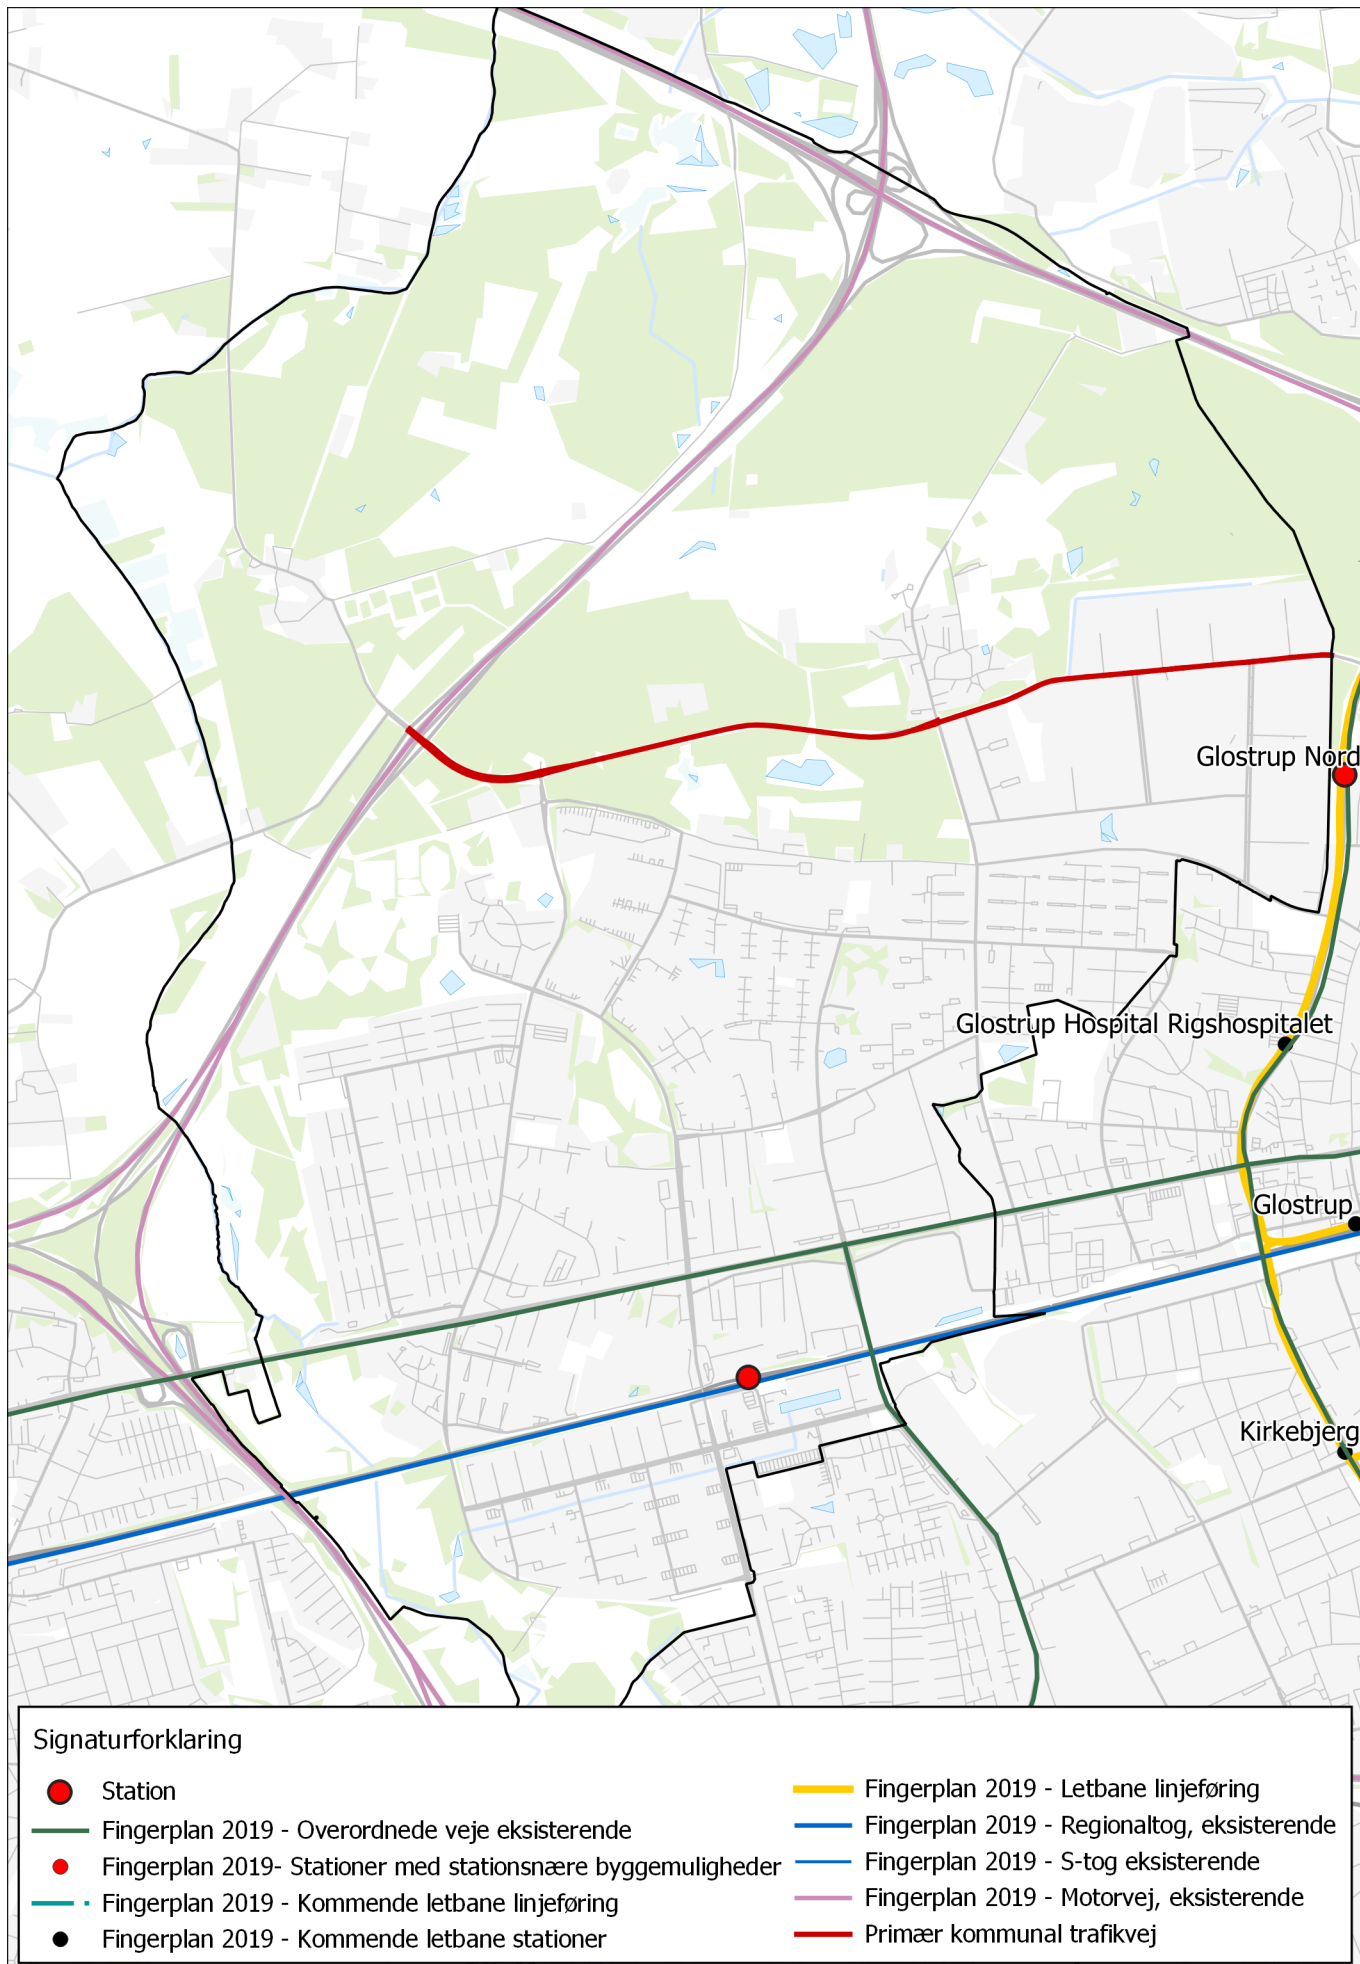 Glostrup Nord
Glostrup Hospital Rigshospitalet
Glostrup
Kirkebjerg
Signaturforklaring
Station
Fingerplan 2019 - Overordnede veje eksisterende
Fingerplan 2019- Stationer med stationsnære byggemuligheder
Fingerplan 2019 - Kommende letbane linjeføring
Fingerplan 2019 - Kommende letbane stationer
Fingerplan 2019 - Letbane linjeføring
Fingerplan 2019 - Regionaltog, eksisterende
Fingerplan 2019 - S-tog eksisterende
Fingerplan 2019 - Motorvej, eksisterende
Primær kommunal trafikvej